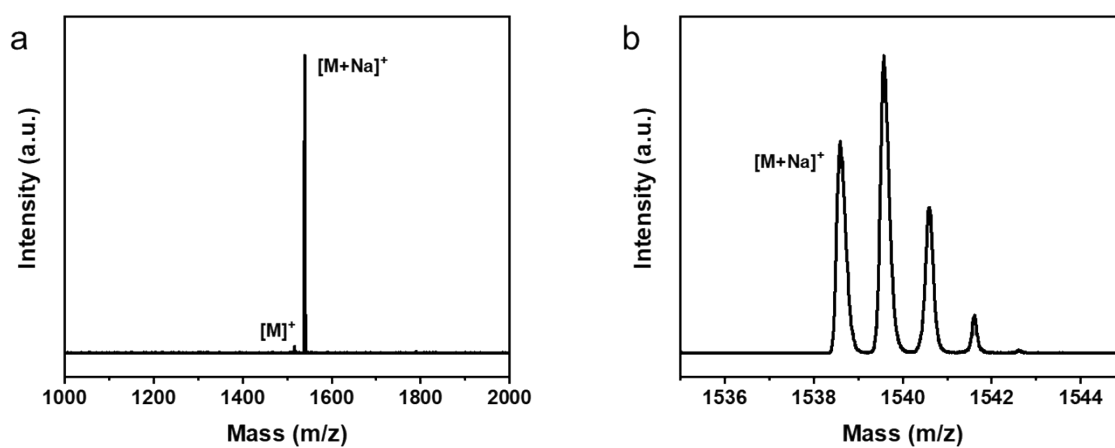 a
Intensity (a.u.)
[M+Na]+
[M]+
1000 1200 1400 1600 1800 2000
Mass (m/z)
b
Intensity (a.u.)
[M+Na]+
1536 1538 1540 1542 1544
Mass (m/z)